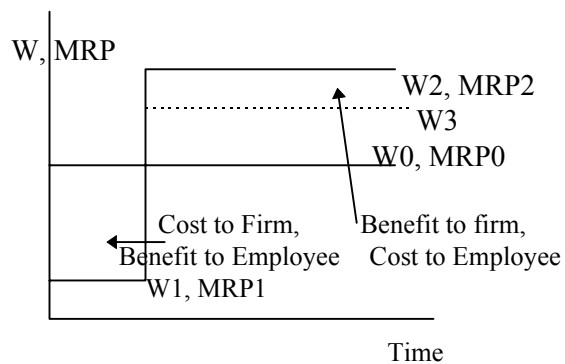 W, MRP
W2, MRP2
W3
W0, MRP0
Cost to Firm,
Benefit to Employee
Benefit to firm,
Cost to Employee
W1, MRP1
Time